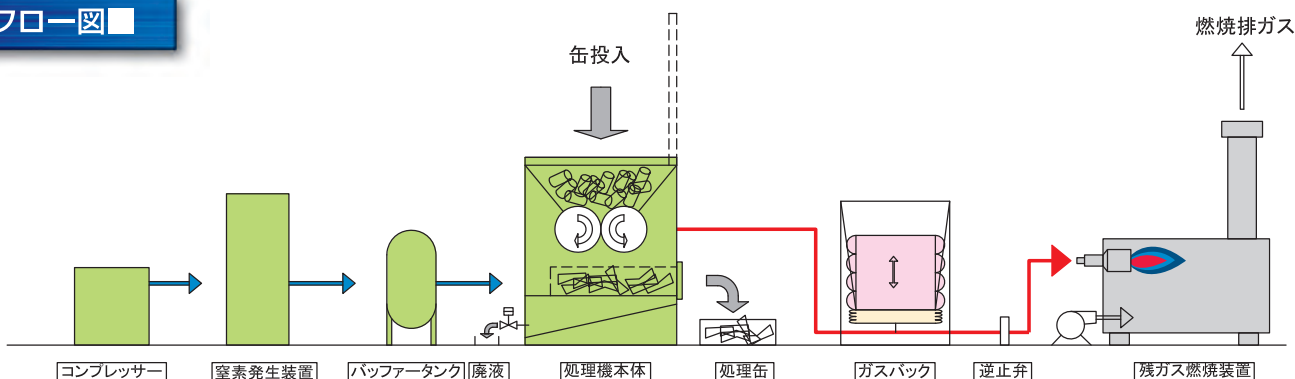 フロー図■
燃焼排ガス
缶投入
コンプレッサー
窒素発生装置
バッファータンク
廃液
処理機本体
処理缶
ガスバック
逆止弁
残ガス燃焼装置